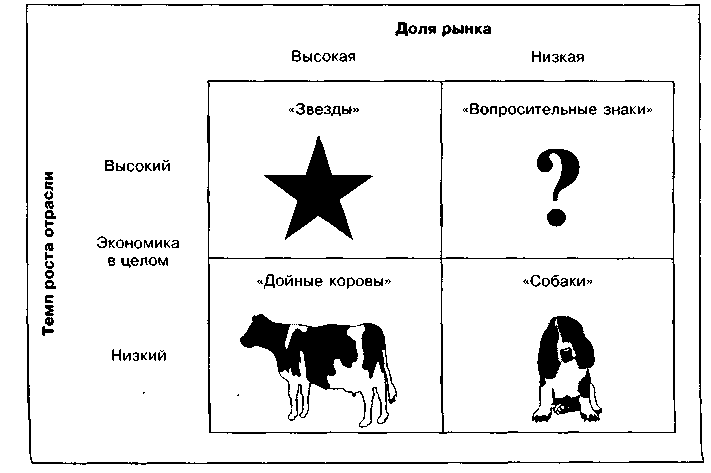 Доля рынка
Высокая
Низкая
«Звезды»
«Вопросительные знаки»
Высокий
Темп роста отрасли
Экономика
в целом
«Дойные коровы»
«Собаки»
Низкий